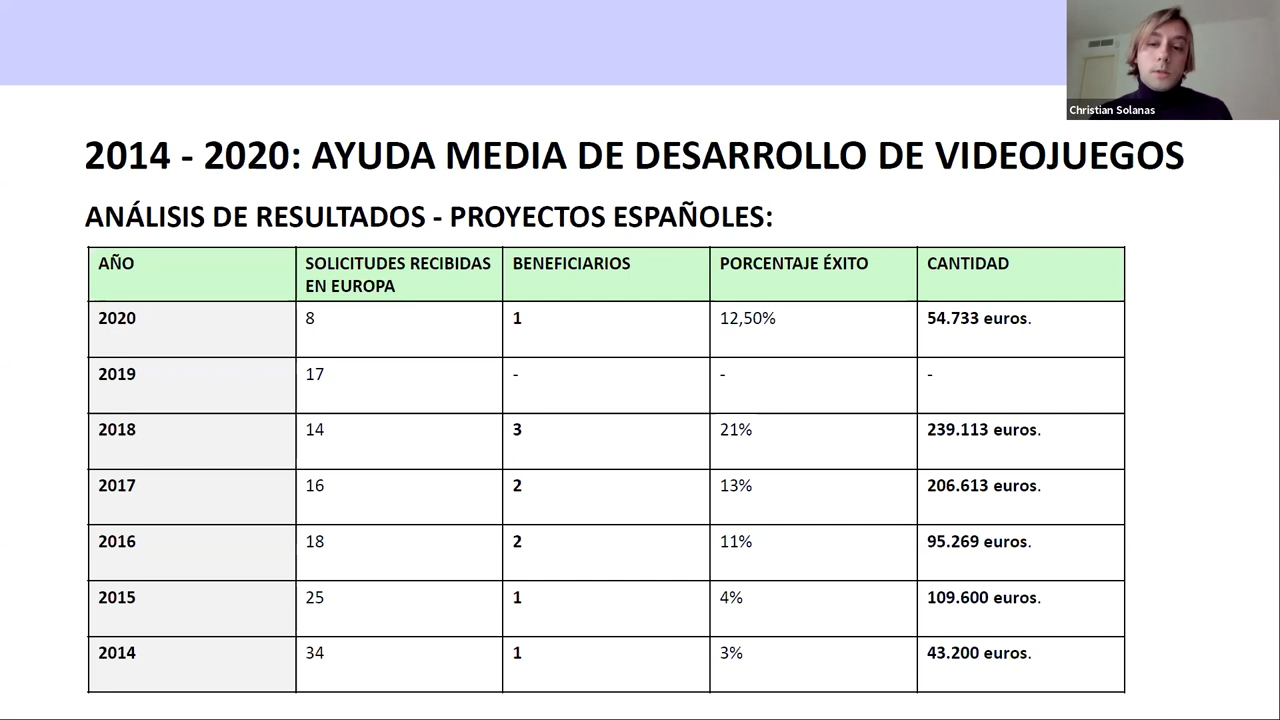 Christian Solanas
2014 - 2020: AYUDA MEDIA DE DESARROLLO DE VIDEOJUEGOS
ANÁLISIS DE RESULTADOS - PROYECTOS ESPAÑOLES:
AÑO SOLICITUDES RECIBIDAS EN EUROPA BENEFICIARIOS PORCENTAJE ÉXITO CANTIDAD
2020 8 1 12,50% 54.733 euros.
2019 17 - - -
2018 14 3 21% 239.113 euros.
2017 16 2 13% 206.613 euros.
2016 18 2 11% 95.269 euros.
2015 25 1 4% 109.600 euros.
2014 34 1 3% 43.200 euros.